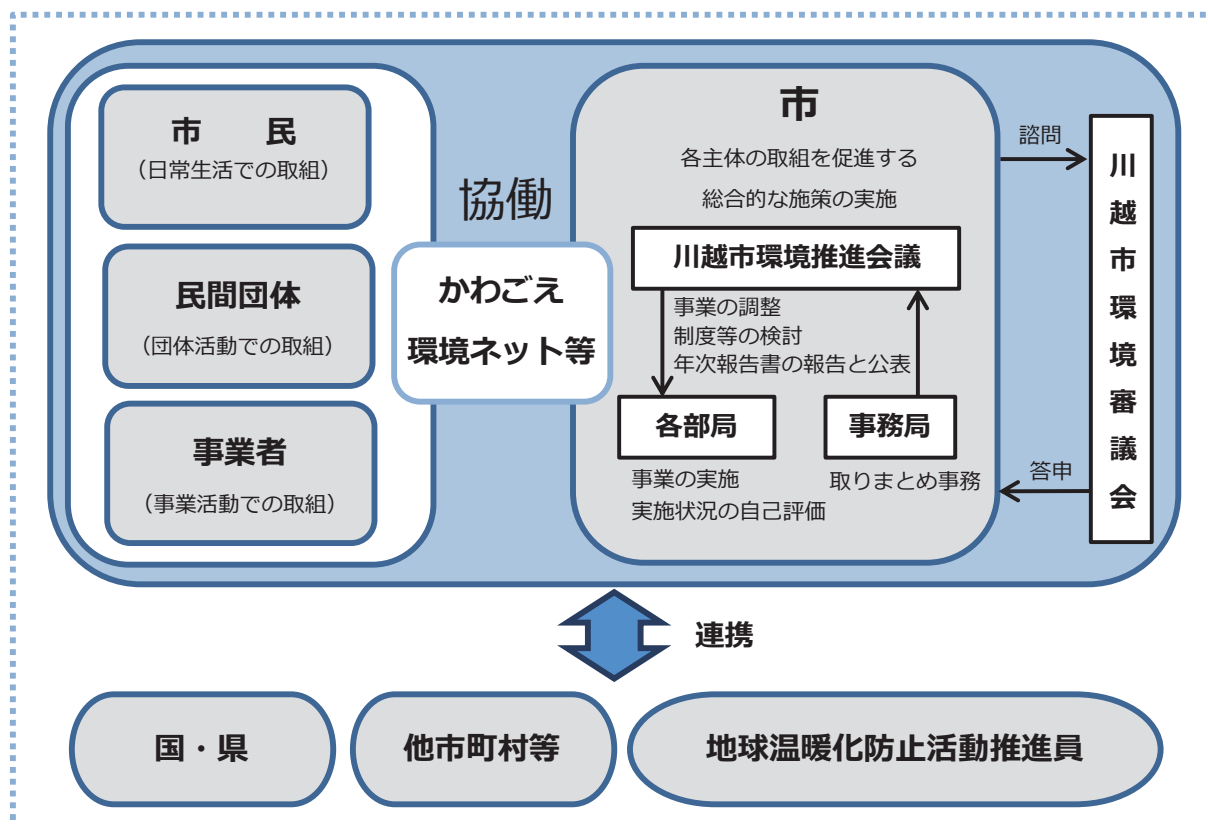 市　　民
（日常生活での取組）
民間団体
（団体活動での取組）
事業者
（事業活動での取組）
協働
かわごえ
環境ネット等
市
各主体の取組を促進する
総合的な施策の実施
川越市環境推進会議
事業の調整
制度等の検討
年次報告書の報告と公表
各部局
事業の実施
実施状況の自己評価
事務局
取りまとめ事務
諮問
川越市環境審議会
答申
連携
国・県
他市町村等
地球温暖化防止活動推進員